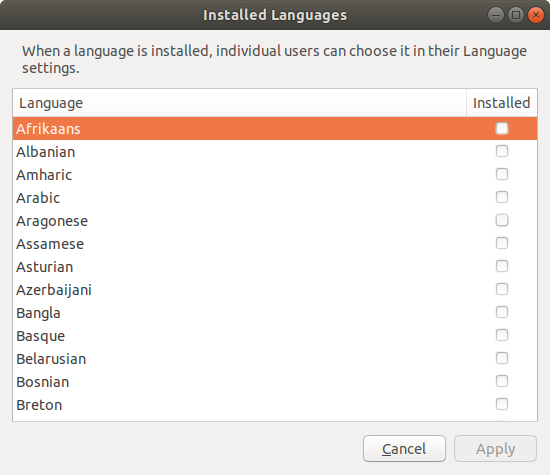 Installed Languages
When a language is installed, individual users can choose it in their Language
settings.
Language Installed
Afrikaans
Albanian
Amharic
Arabic
Aragonese
Assamese
Asturian
Azerbaijani
Bangla
Basque
Belarusian
Bosnian
Breton
Cancel Apply